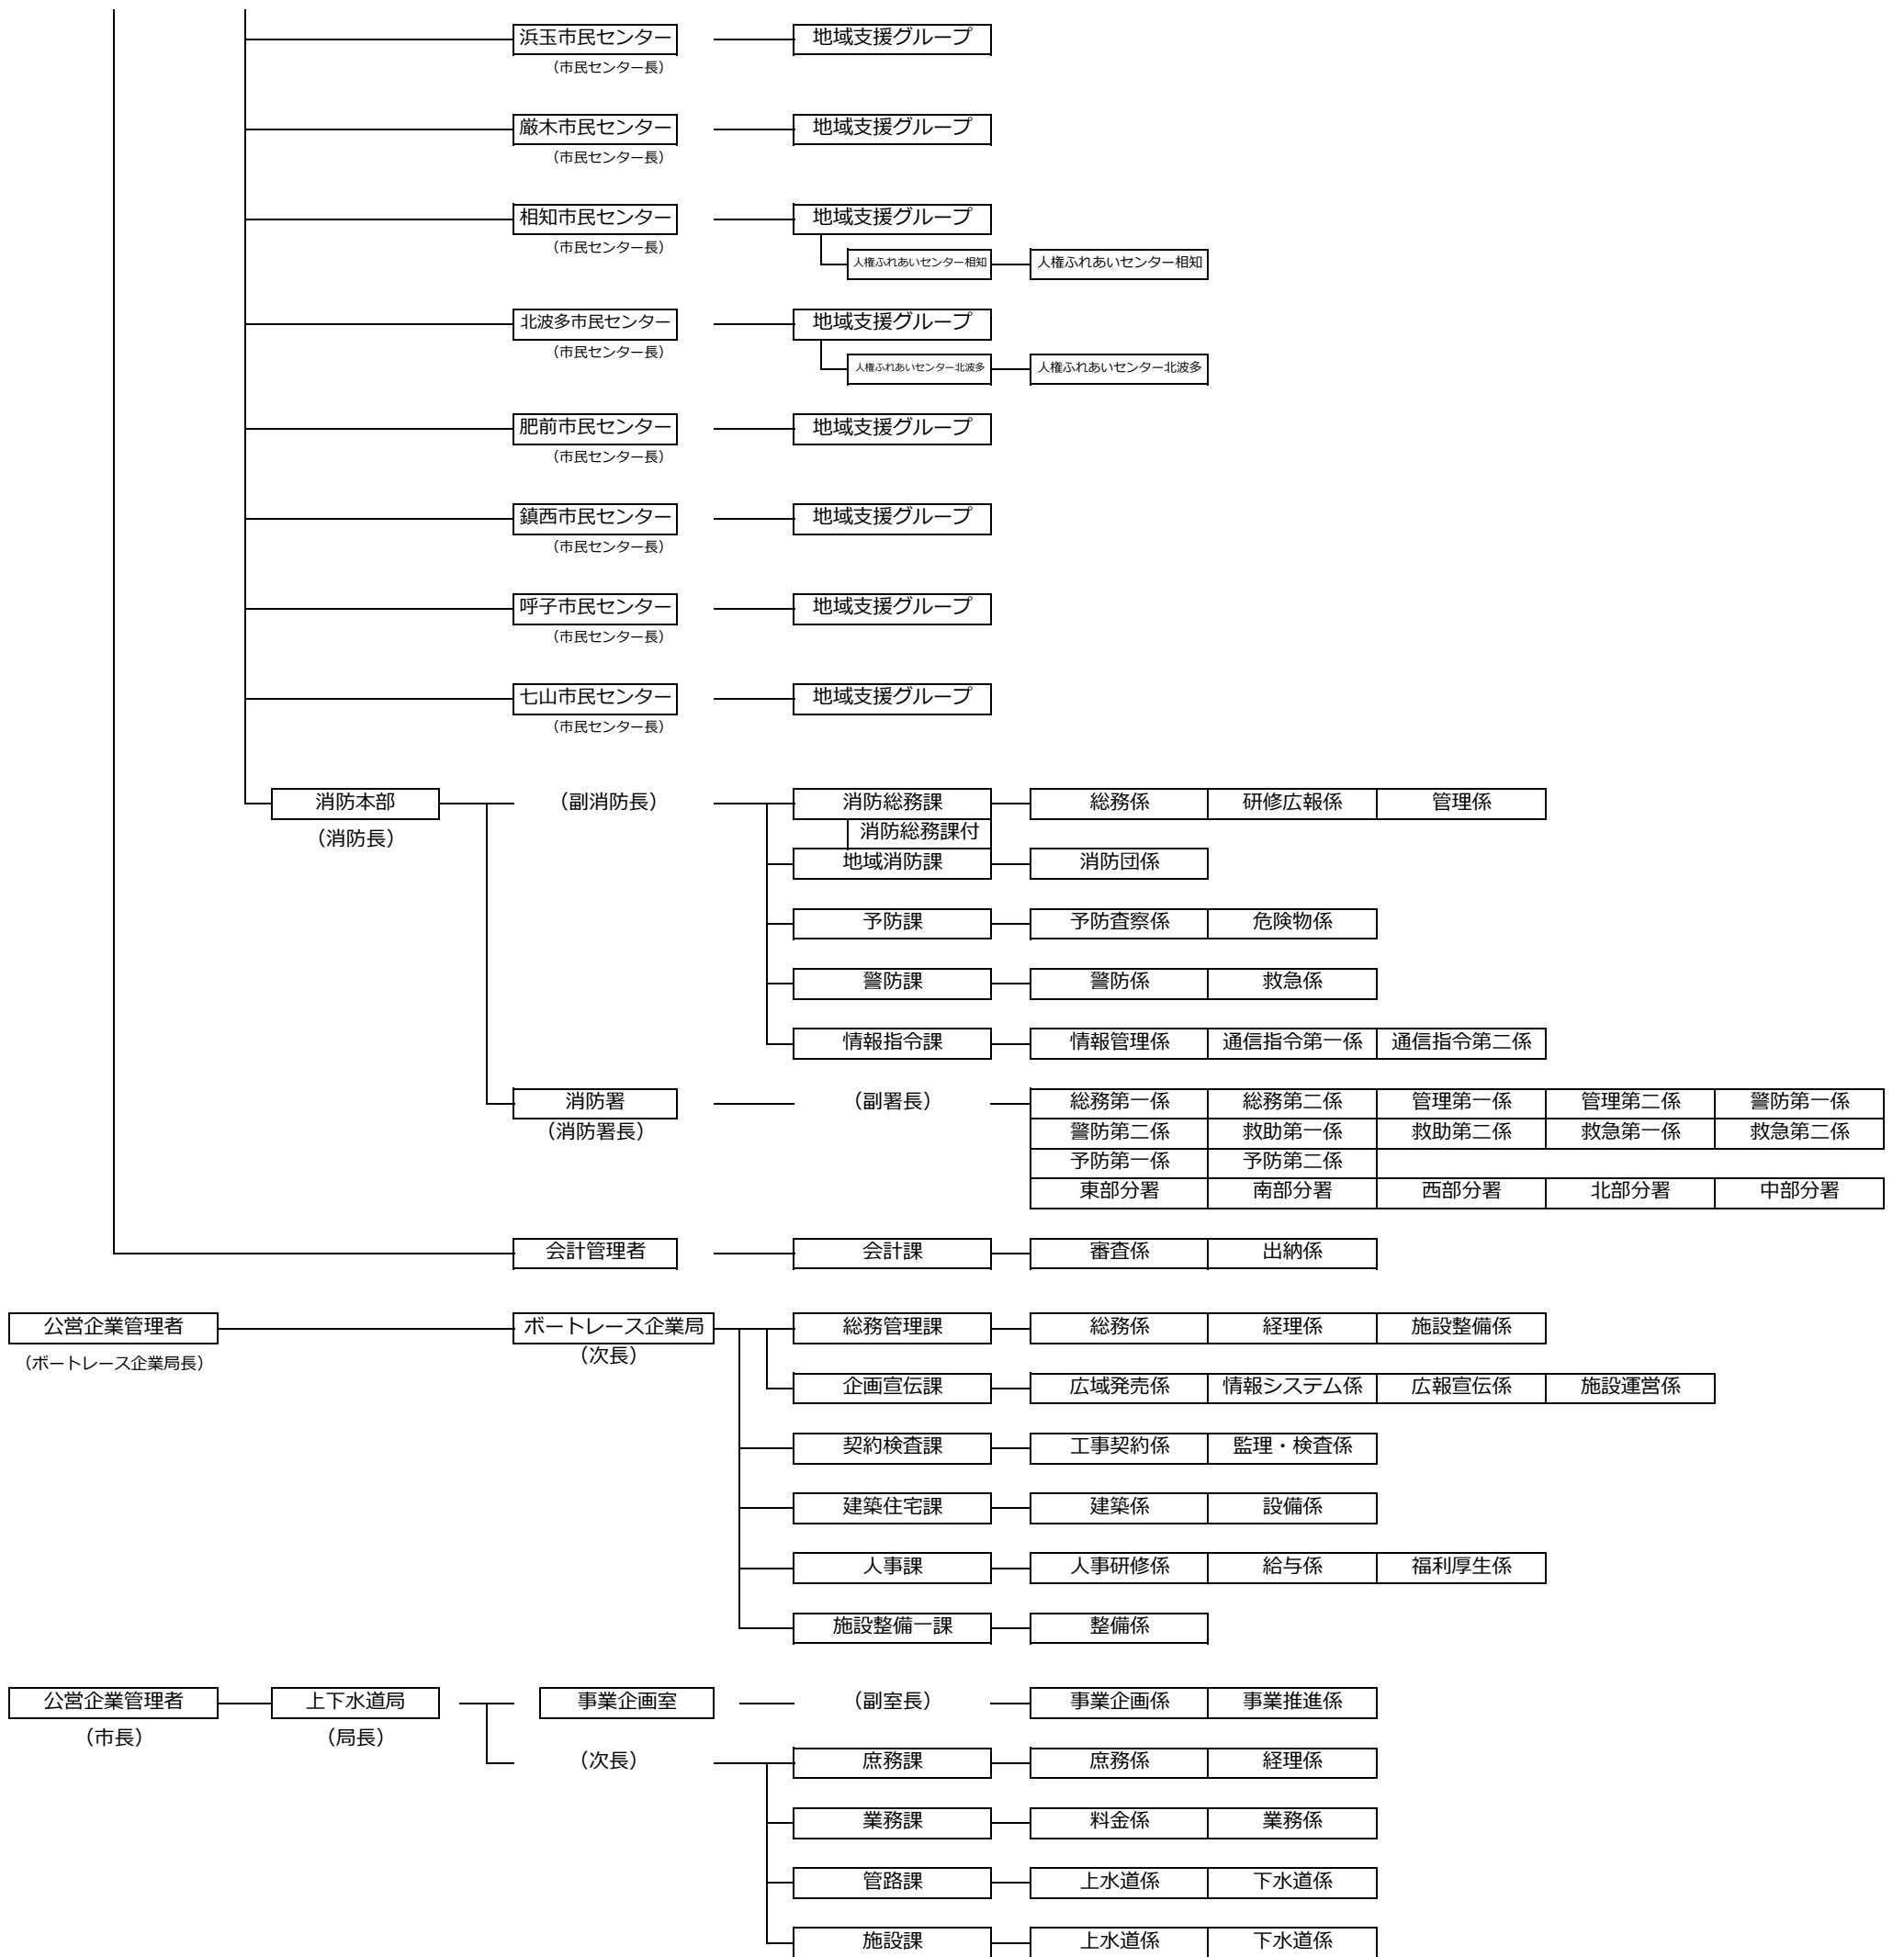 浜玉市民センター 地域支援グループ
（市民センター長）
厳木市民センター 地域支援グループ
（市民センター長）
相知市民センター 地域支援グループ
（市民センター長）
人権ふれあいセンター相知 人権ふれあいセンター相知
北波多市民センター 地域支援グループ
（市民センター長）
人権ふれあいセンター北波多 人権ふれあいセンター北波多
肥前市民センター 地域支援グループ
（市民センター長）
鎮西市民センター 地域支援グループ
（市民センター長）
呼子市民センター 地域支援グループ
（市民センター長）
七山市民センター 地域支援グループ
（市民センター長）
消防本部 （副消防長） 消防総務課 総務係 研修広報係 管理係
（消防長） 消防総務課付
地域消防課 消防団係
予防課 予防査察係 危険物係
警防課 警防係 救急係
情報指令課 情報管理係 通信指令第一係 通信指令第二係
消防署 （副署長） 総務第一係 総務第二係 管理第一係 管理第二係 警防第一係
（消防署長） 警防第二係 救助第一係 救助第二係 救急第一係 救急第二係
予防第一係 予防第二係
東部分署 南部分署 西部分署 北部分署 中部分署
会計管理者 会計課 審査係 出納係
公営企業管理者 ボートレース企業局 総務管理課 総務係 経理係 施設整備係
（ボートレース企業局長） （次長）
企画宣伝課 広域発売係 情報システム係 広報宣伝係 施設運営係
契約検査課 工事契約係 監理・検査係
建築住宅課 建築係 設備係
人事課 人事研修係 給与係 福利厚生係
施設整備一課 整備係
公営企業管理者 上下水道局 事業企画室 （副室長） 事業企画係 事業推進係
（市長） （局長）
（次長） 庶務課 庶務係 経理係
業務課 料金係 業務係
管路課 上水道係 下水道係
施設課 上水道係 下水道係